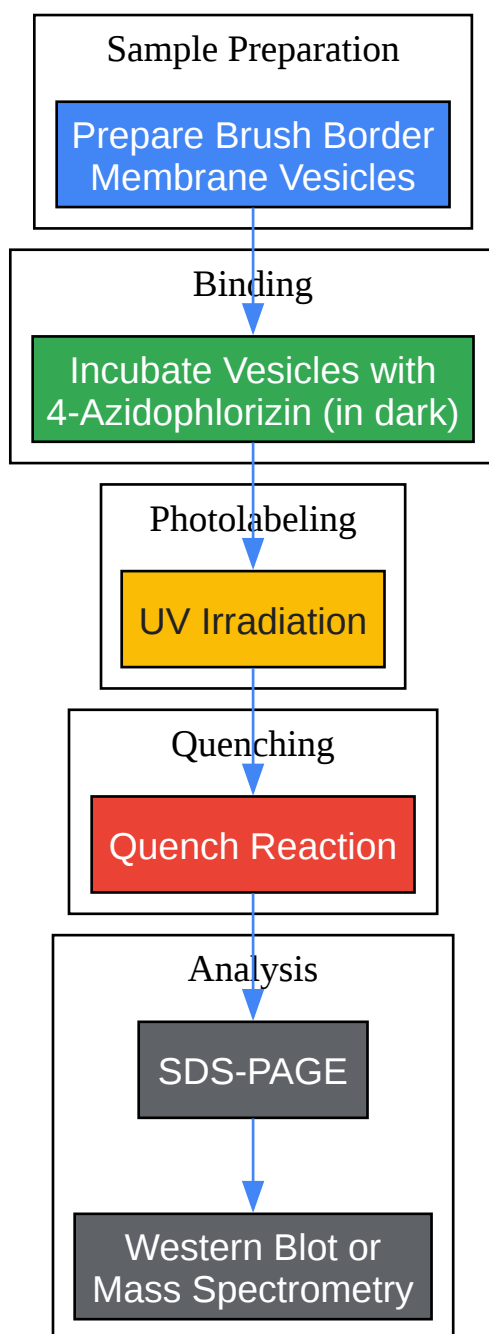 Sample Preparation
Prepare Brush Border
Membrane Vesicles
Binding
Incubate Vesicles with
4-Azidophlorizin (in dark)
Photolabeling
UV Irradiation
Quenching
Quench Reaction
Analysis
SDS-PAGE
Western Blot or
Mass Spectrometry